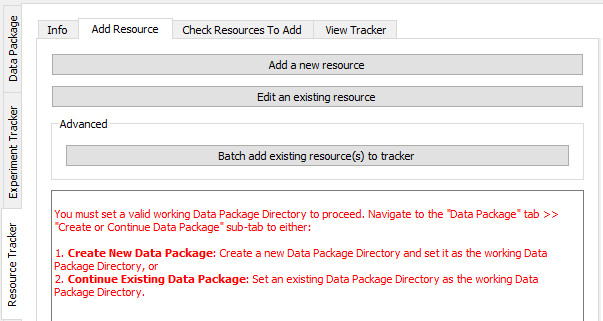 Data Package
Experiment Tracker
Resource Tracker
Info
Add Resource
Check Resources To Add
View Tracker
Add a new resource
Edit an existing resource
Advanced
Batch add existing resource(s) to tracker
You must set a valid working Data Package Directory to proceed. Navigate to the "Data Package" tab >>
"Create or Continue Data Package" sub-tab to either:
1. Create New Data Package: Create a new Data Package Directory and set it as the working Data
Package Directory, or
2. Continue Existing Data Package: Set an existing Data Package Directory as the working Data
Package Directory.